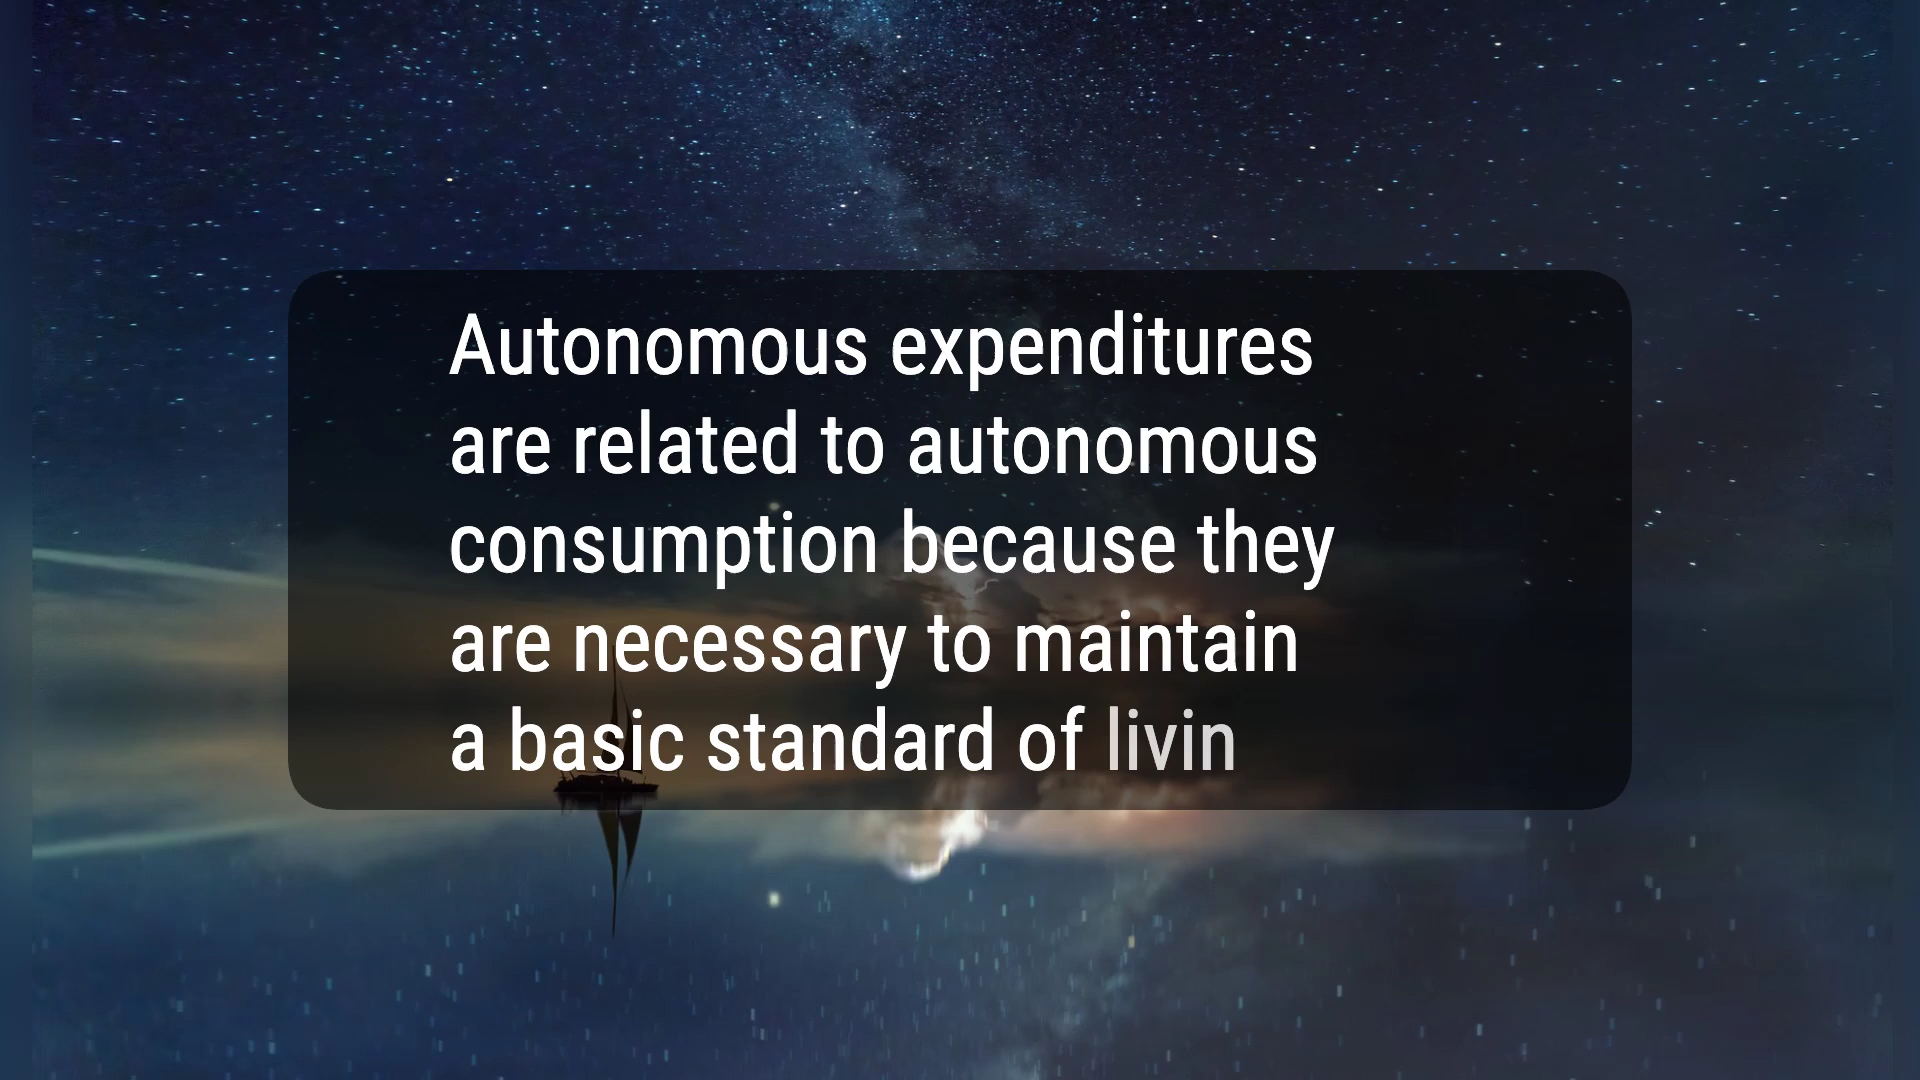 Autonomous expenditures
are related to autonomous
consumption because they
are necessary to maintain
a basic standard of livin